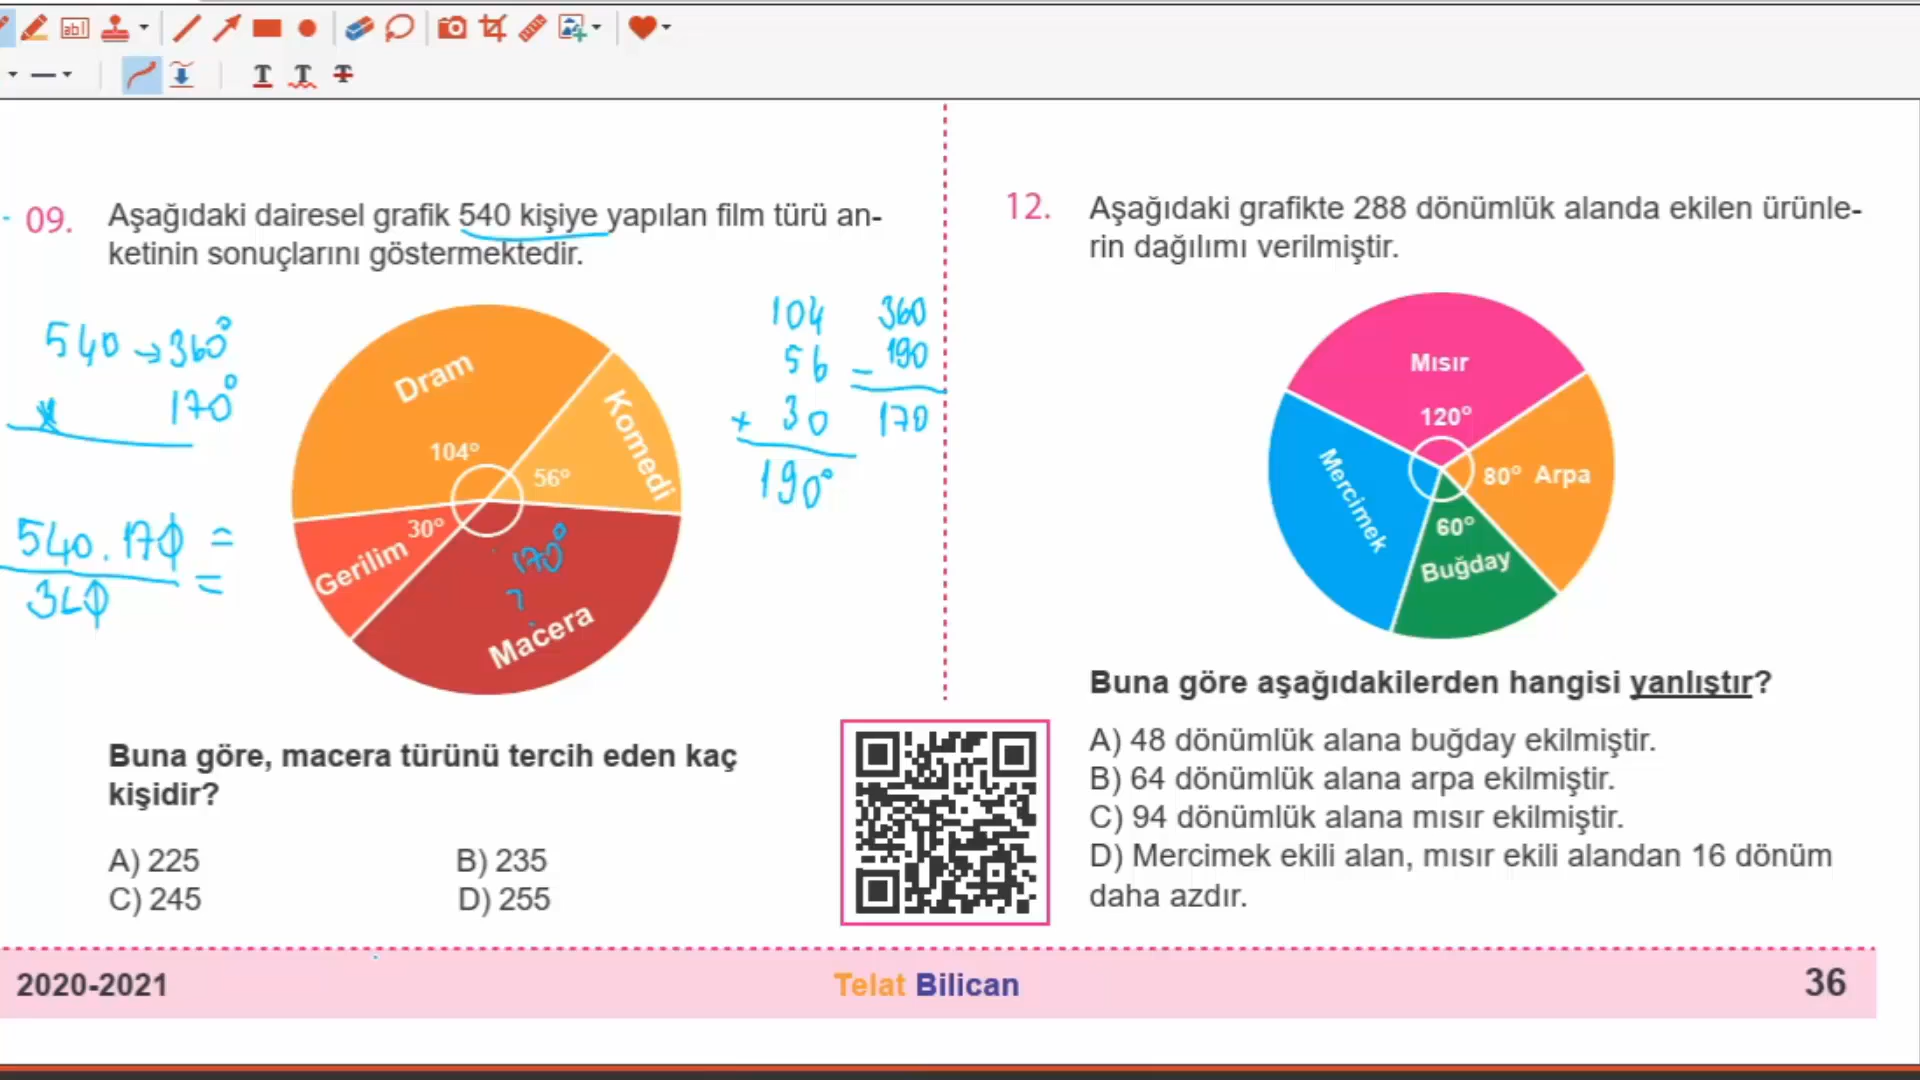 09. Aşağıdaki dairesel grafik 540 kişiye yapılan film türü an-
ketinin sonuçlarını göstermektedir.
540 → 360°
x 170°
540.170 =
360 =
Dram
104°
Komedi
56°
30°
Gerilim
170°
?
Macera
104
56
+ 30
190°
360
- 190
170
Buna göre, macera türünü tercih eden kaç
kişidir?
A) 225 B) 235
C) 245 D) 255
12. Aşağıdaki grafikte 288 dönümlük alanda ekilen ürünle-
rin dağılımı verilmiştir.
Mısır
120°
80° Arpa
Mercimek
60°
Buğday
Buna göre aşağıdakilerden hangisi yanlıştır?
A) 48 dönümlük alana buğday ekilmiştir.
B) 64 dönümlük alana arpa ekilmiştir.
C) 94 dönümlük alana mısır ekilmiştir.
D) Mercimek ekili alan, mısır ekili alandan 16 dönüm
daha azdır.
2020-2021 Telat Bilican 36